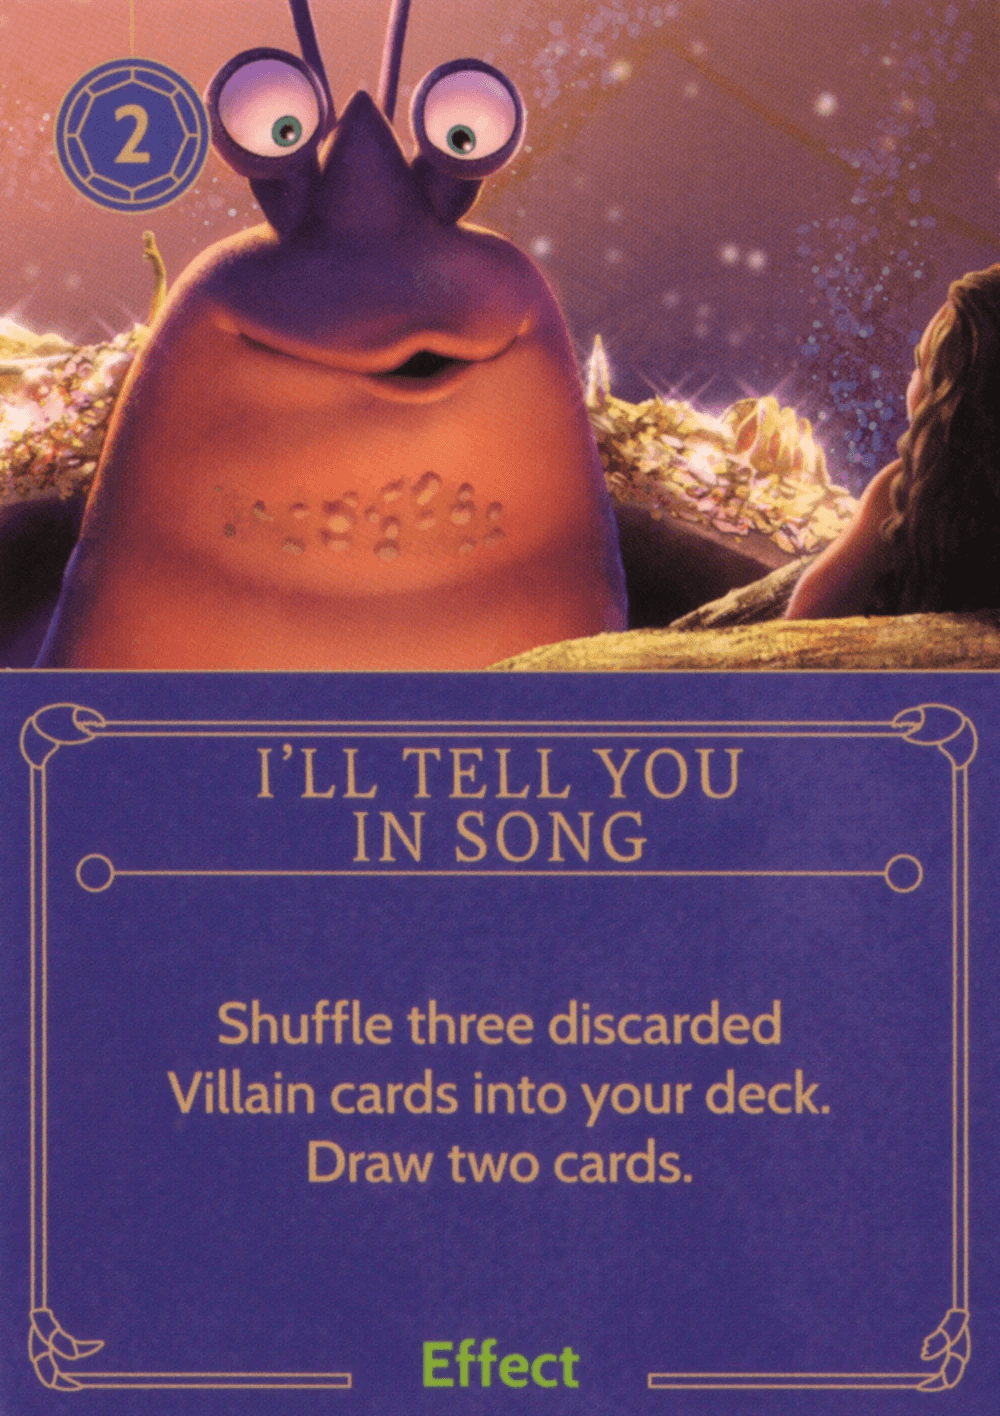 2
I’LL TELL YOU
IN SONG
Shuffle three discarded
Villain cards into your deck.
Draw two cards.
Effect